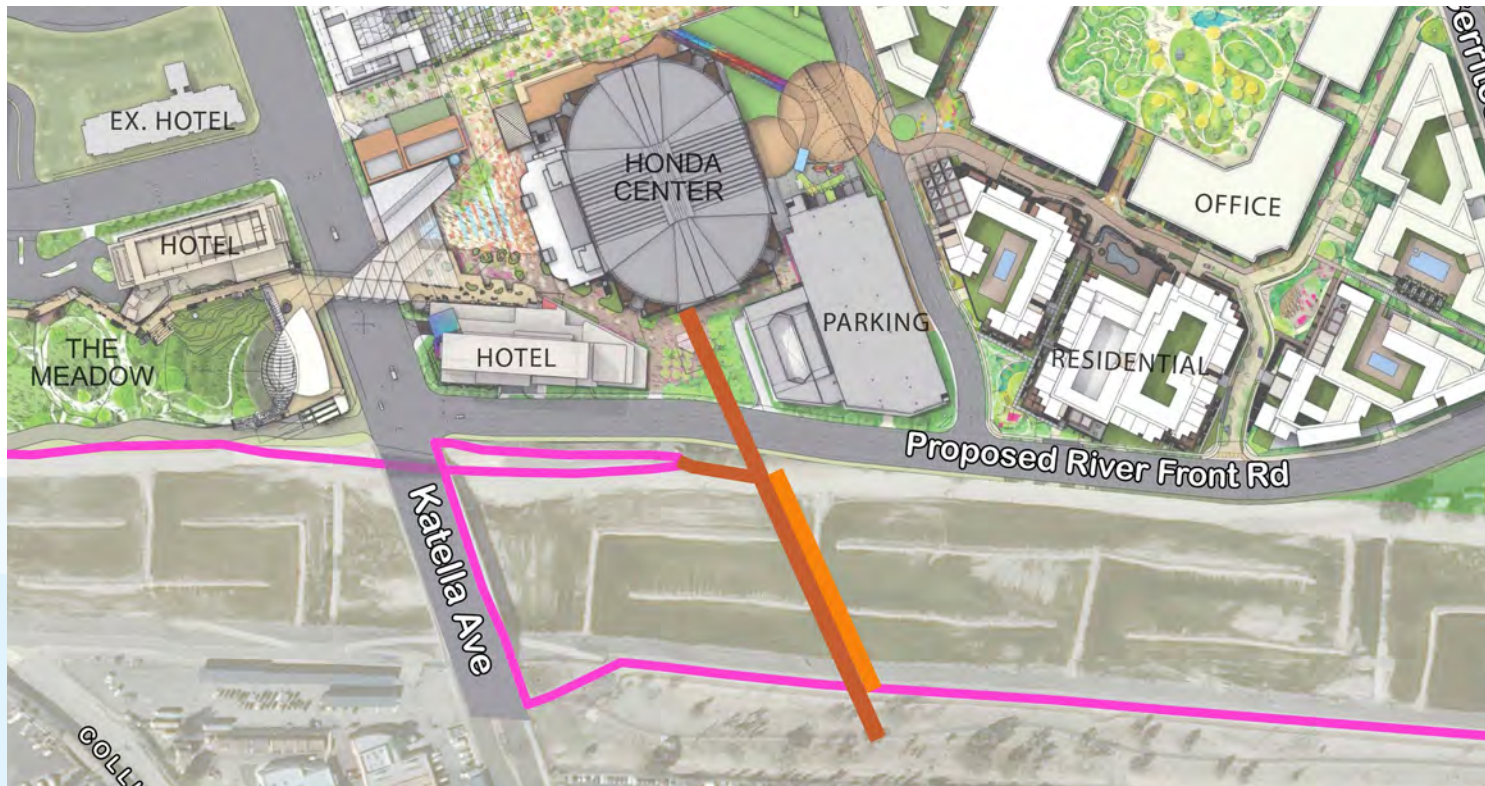 EX. HOTEL
HOTEL
THE
MEADOW
HONDA
CENTER
HOTEL
PARKING
OFFICE
RESIDENTIAL
Proposed River Front Rd
Katella Ave